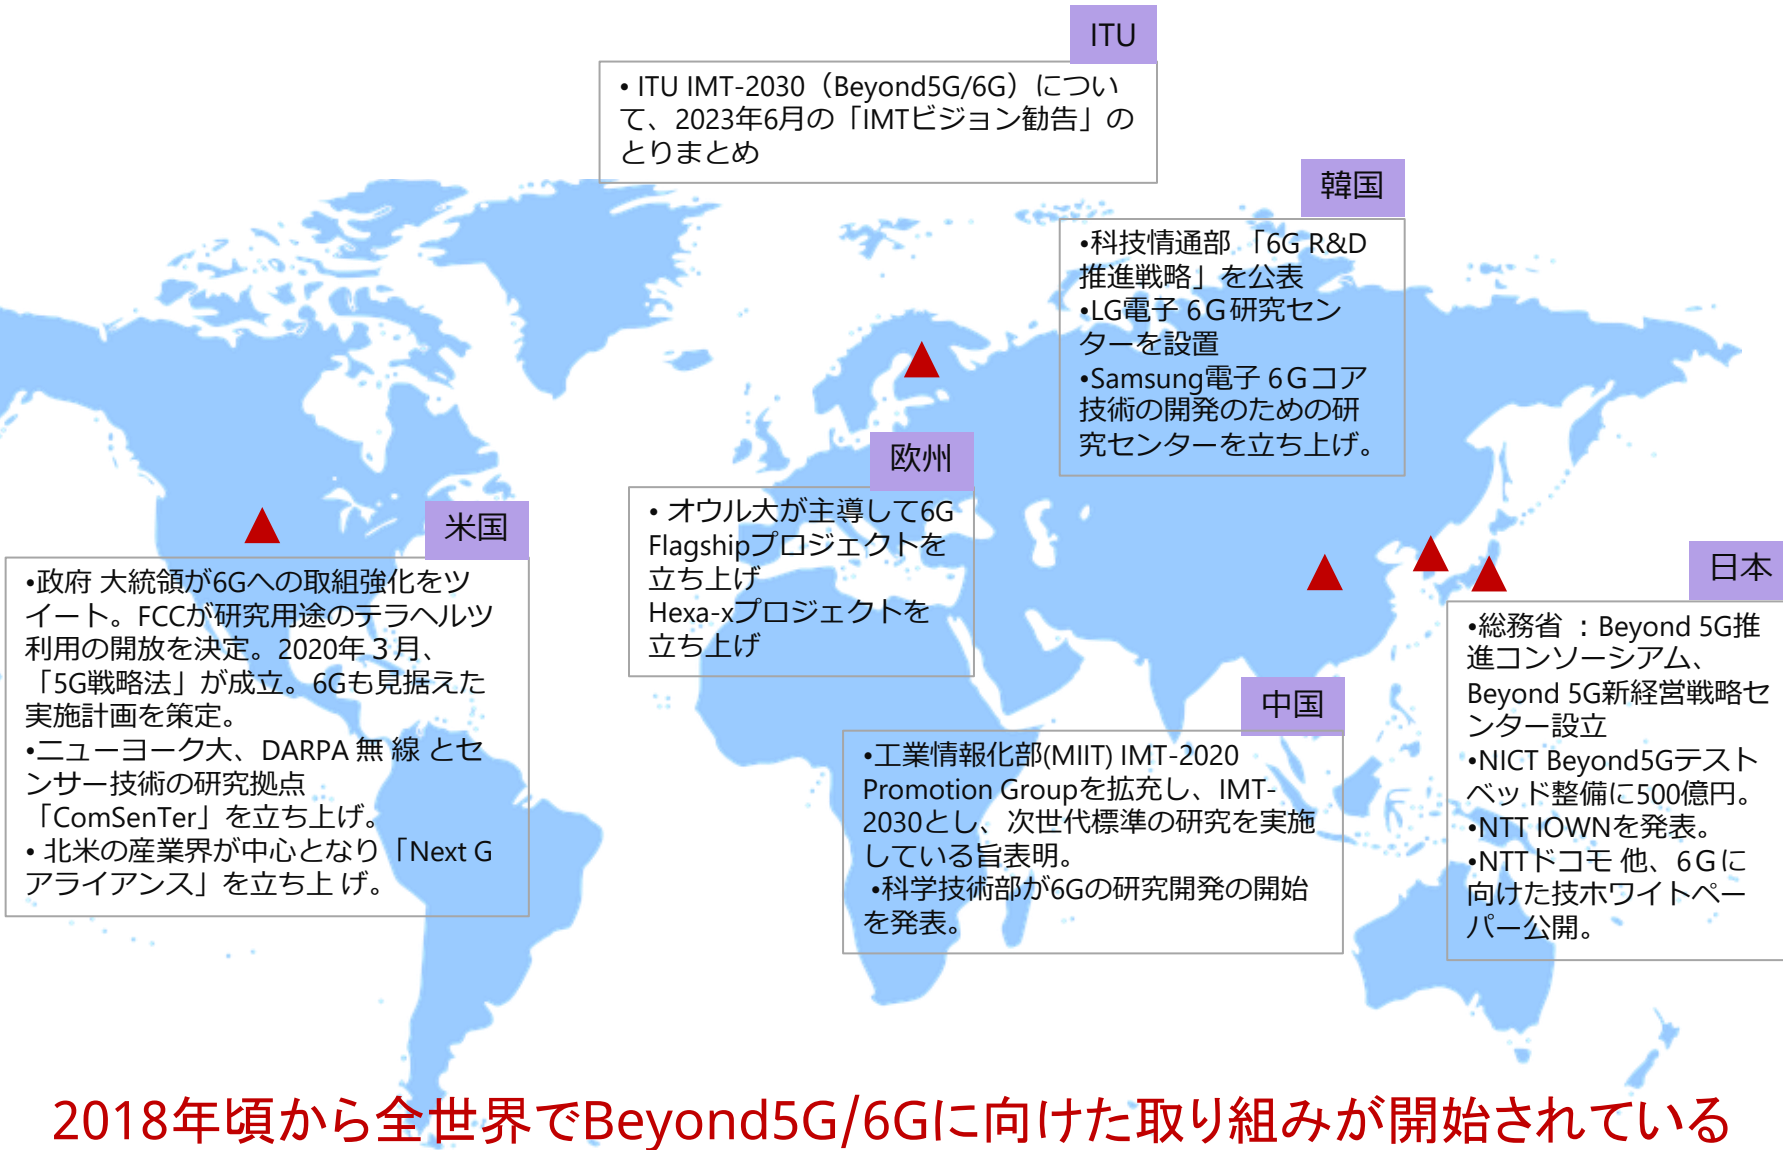 ITU
• ITU IMT-2030（Beyond5G/6G）につい
て、2023年6月の「IMTビジョン勧告」の
とりまとめ
韓国
•科技情通部 「6G R&D
推進戦略」を公表
•LG電子 6Ｇ研究セン
ターを設置
•Samsung電子 6Ｇコア
技術の開発のための研
究センターを立ち上げ。
欧州
• オウル大が主導して6G
Flagshipプロジェクトを
立ち上げ
Hexa-xプロジェクトを
立ち上げ
米国
•政府 大統領が6Gへの取組強化をツ
イート。FCCが研究用途のテラヘルツ
利用の開放を決定。2020年３月、
「5G戦略法」が成立。6Gも見据えた
実施計画を策定。
•ニューヨーク大、DARPA 無 線 とセ
ンサー技術の研究拠点
「ComSenTer」を立ち上げ。
• 北米の産業界が中心となり「Next G
アライアンス」を立ち上 げ。
日本
•総務省 ：Beyond 5G推
進コンソーシアム、
Beyond 5G新経営戦略セ
ンター設立
•NICT Beyond5Gテスト
ベッド整備に500億円。
•NTT IOWNを発表。
•NTTドコモ 他、6Ｇに
向けた技ホワイトペー
パー公開。
中国
•工業情報化部(MIIT) IMT-2020
Promotion Groupを拡充し、IMT-
2030とし、次世代標準の研究を実施
している旨表明。
•科学技術部が6Gの研究開発の開始
を発表。
2018年頃から全世界でBeyond5G/6Gに向けた取り組みが開始されている